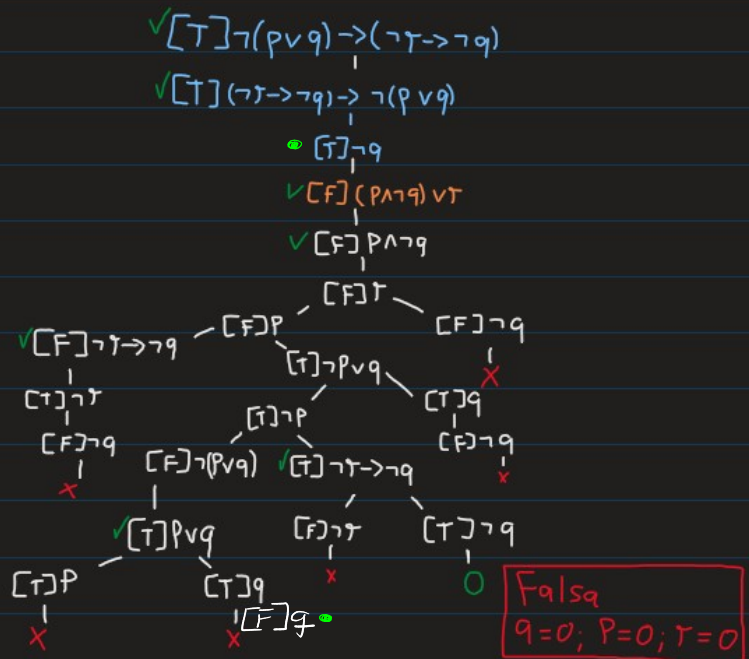 ✓[T]¬(p∨q)->(¬r->¬q)
✓[T](¬r->¬q)->¬(p∨q)
[T]¬q
✓[F](p∧¬q)∨r
✓[F]p∧¬q
[F]r
✓[F]¬r->¬q [F]p [F]¬q
[T]¬p∨q X
[T]¬r [T]¬p [T]q
[F]¬q [F]¬(p∨q) ✓[T]¬r->¬q [F]¬q
X X
✓[T]p∨q [F]¬r [T]¬q
[T]p [T]q X O
X X [F]q
Falsa
q=0; p=0; r=0